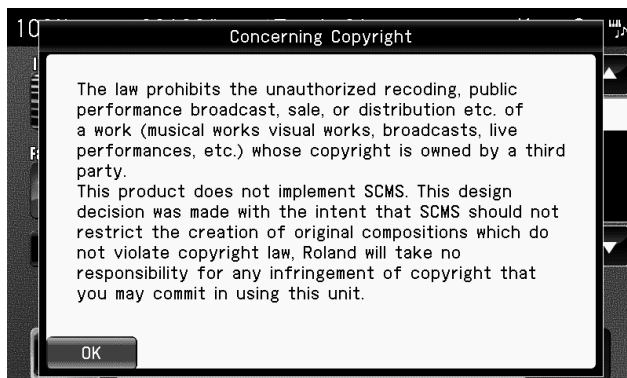 Concerning Copyright
The law prohibits the unauthorized recoding, public
performance broadcast, sale, or distribution etc. of
a work (musical works visual works, broadcasts, live
performances, etc.) whose copyright is owned by a third
party.
This product does not implement SCMS. This design
decision was made with the intent that SCMS should not
restrict the creation of original compositions which do
not violate copyright law, Roland will take no
responsibility for any infringement of copyright that
you may commit in using this unit.
OK